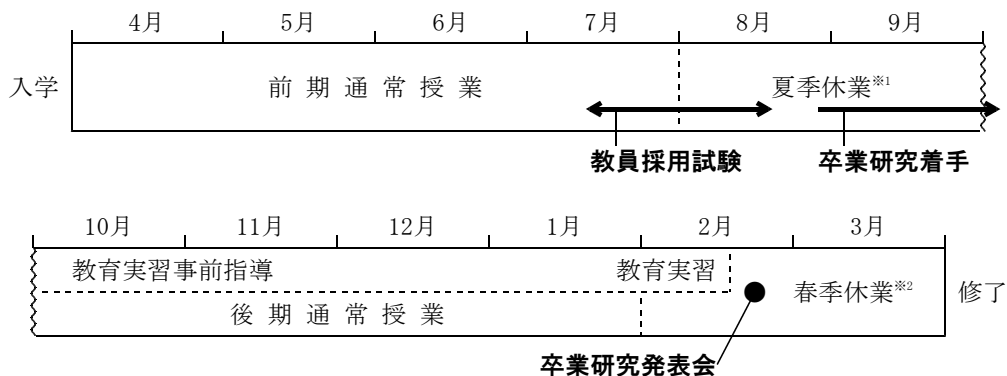 4月 5月 6月 7月 8月 9月
入学 前期通常授業 夏季休業※1
教員採用試験 卒業研究着手
10月 11月 12月 1月 2月 3月
教育実習事前指導 教育実習
春季休業※2 修了
後期通常授業
卒業研究発表会